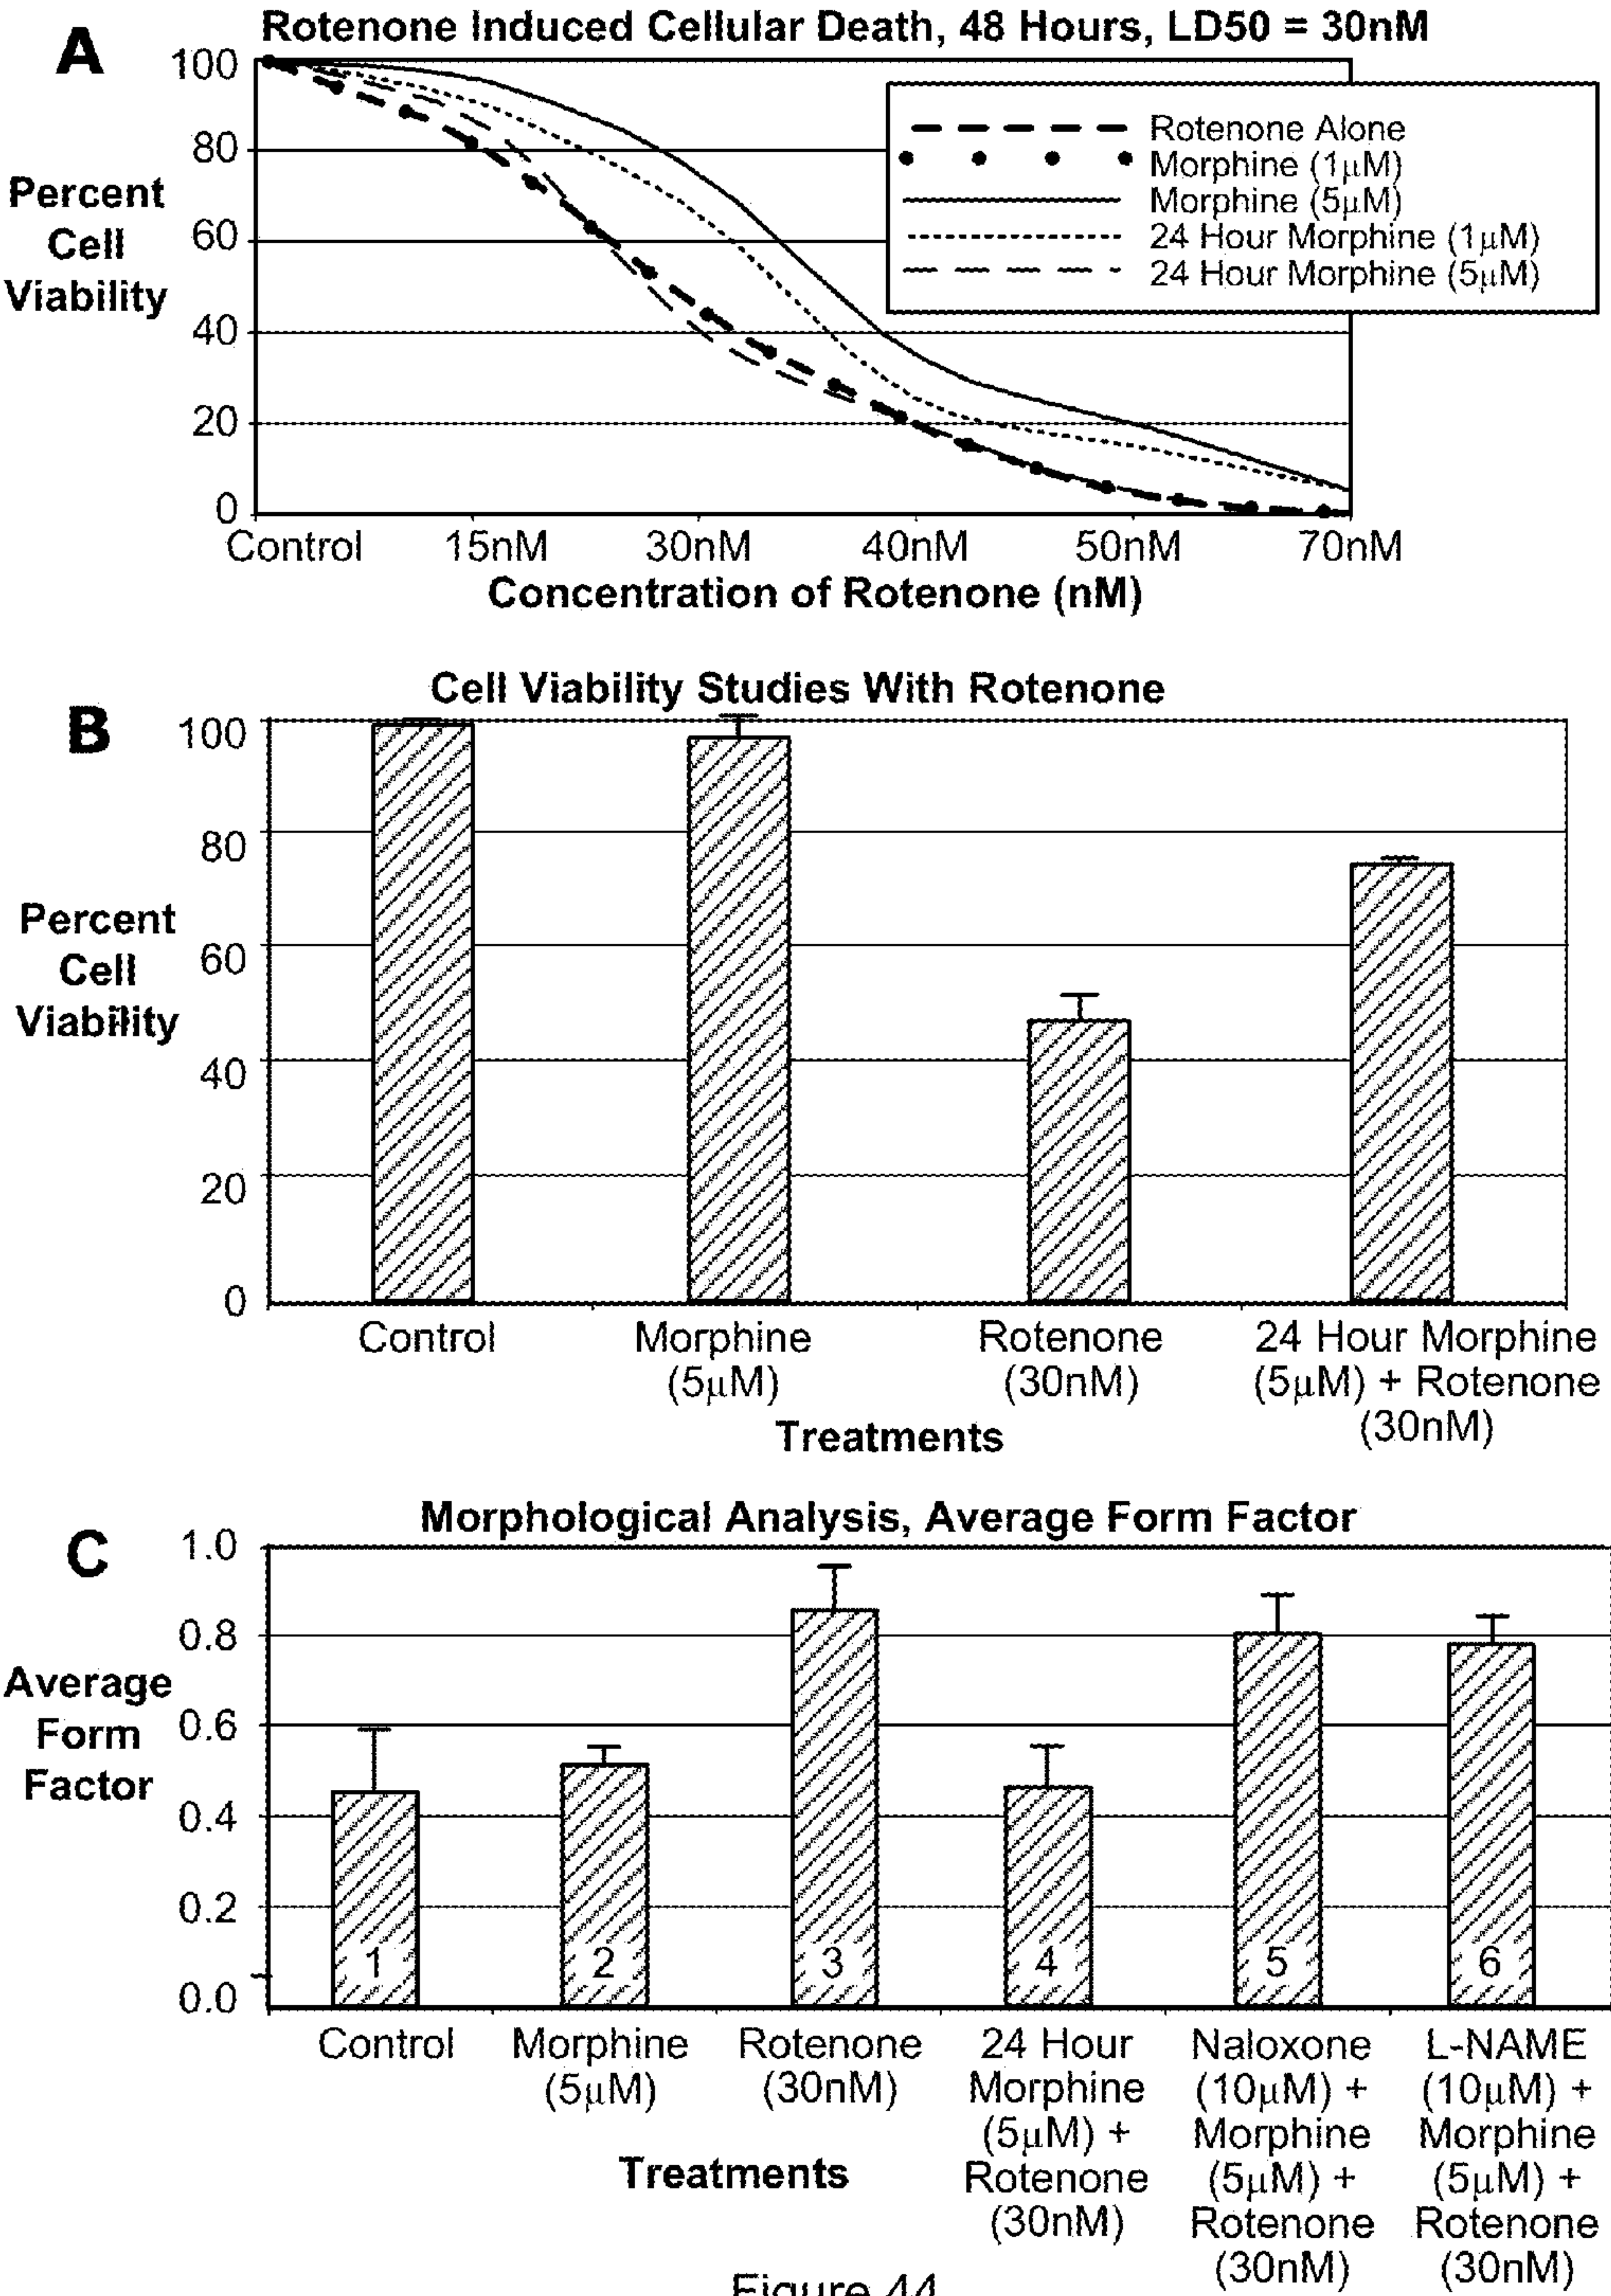 A
Rotenone Induced Cellular Death, 48 Hours, LD50 = 30nM
100
80
60
40
20
0
Percent
Cell
Viability
Rotenone Alone
Morphine (1μM)
Morphine (5μM)
24 Hour Morphine (1μM)
24 Hour Morphine (5μM)
Control 15nM 30nM 40nM 50nM 70nM
Concentration of Rotenone (nM)
B
Cell Viability Studies With Rotenone
100
80
60
40
20
0
Percent
Cell
Viability
Control
Morphine
(5μM)
Rotenone
(30nM)
24 Hour Morphine
(5μM) + Rotenone
(30nM)
Treatments
C
Morphological Analysis, Average Form Factor
1.0
0.8
0.6
0.4
0.2
0.0
Average
Form
Factor
1 2 3 4 5 6
Control
Morphine
(5μM)
Rotenone
(30nM)
24 Hour
Morphine
(5μM) +
Rotenone
(30nM)
Naloxone
(10μM) +
Morphine
(5μM) +
Rotenone
(30nM)
L-NAME
(10μM) +
Morphine
(5μM) +
Rotenone
(30nM)
Treatments
Figure 44